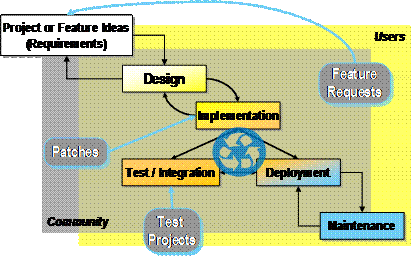 Project or Feature Ideas
(Requirements)
Users
Design
Feature
Requests
Implementation
Patches
Test / Integration
Deployment
Community
Test
Projects
Maintenance